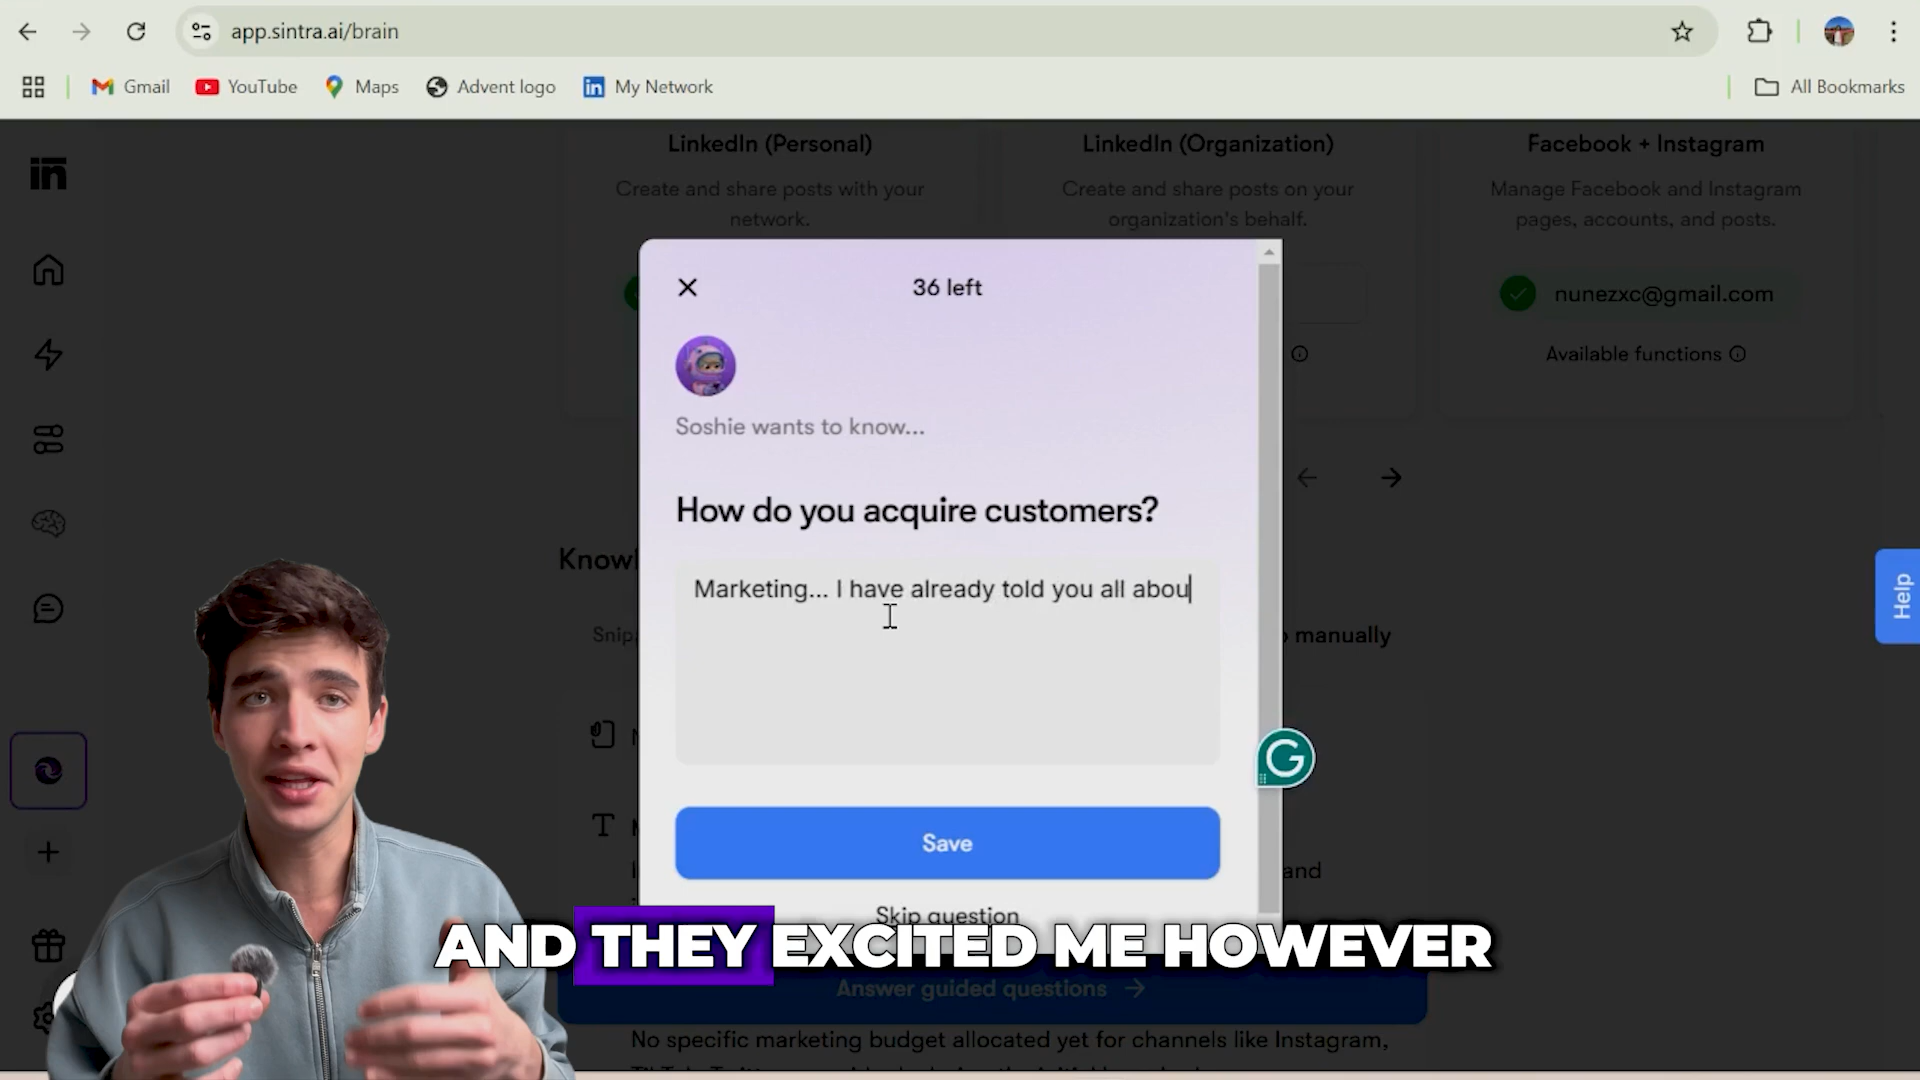 app.sintra.ai/brain
Gmail
YouTube
Maps
Advent logo
in My Network
All Bookmarks
in
LinkedIn (Personal)
Create and share posts with your
network.
LinkedIn (Organization)
Create and share posts on your
organization's behalf.
Facebook + Instagram
Manage Facebook and Instagram
pages, accounts, and posts.
nunezxc@gmail.com
Available functions
36 left
Soshie wants to know...
How do you acquire customers?
Marketing... I have already told you all abou
manually
Help
G
T
and
Save
Skip question
AND THEY EXCITED ME HOWEVER
Answer guided questions →
No specific marketing budget allocated yet for channels like Instagram,